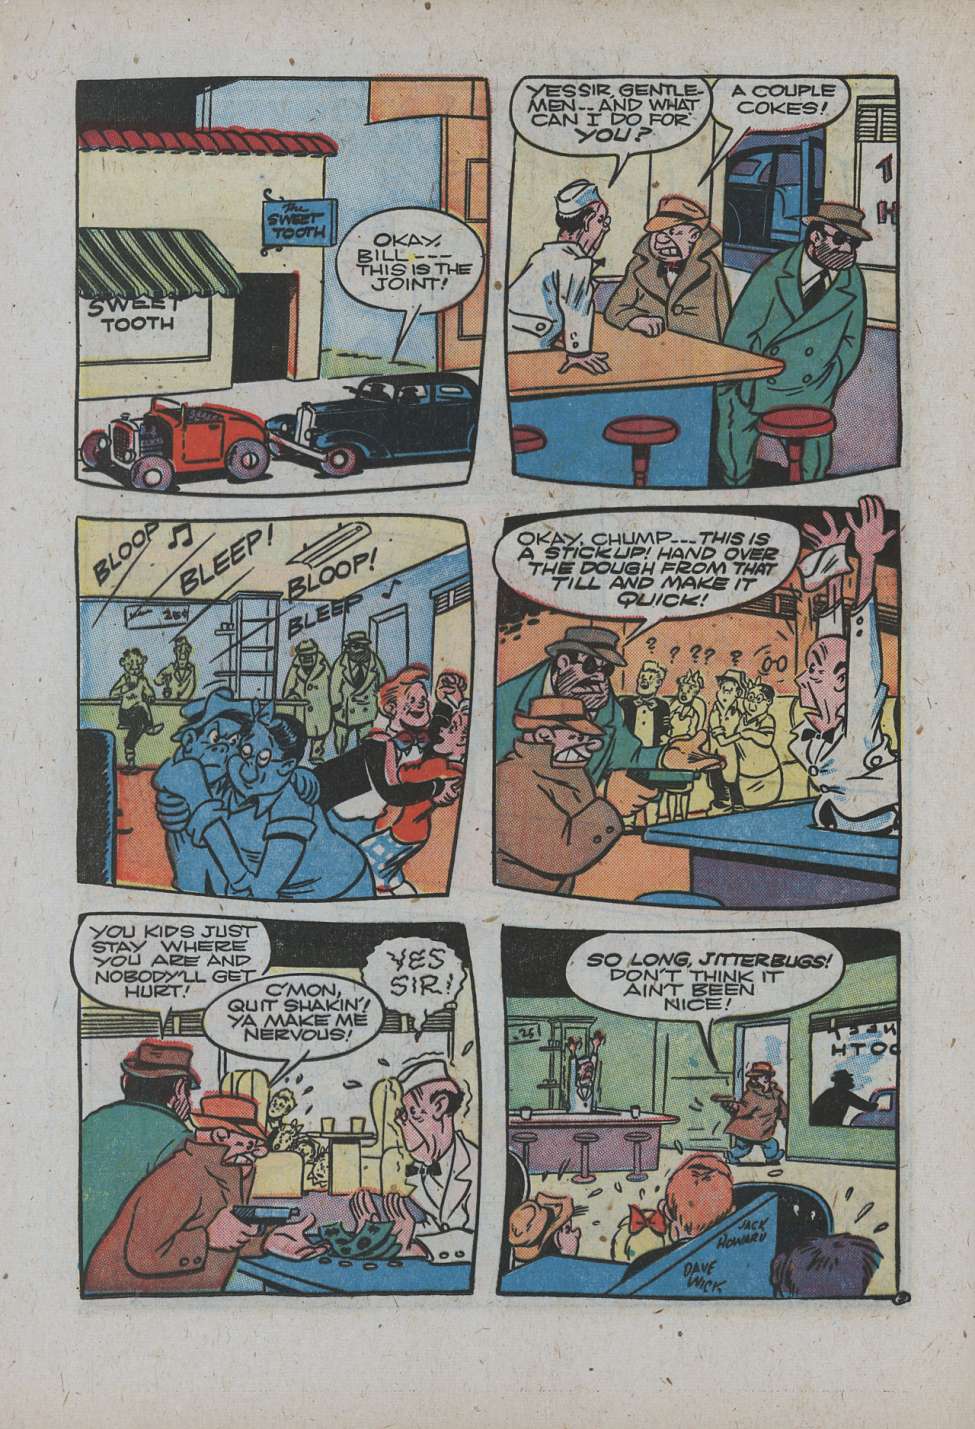 The
SWEET
TOOTH
OKAY,
BILL----
THIS IS THE
JOINT!
SWEET
TOOTH
YESSIR, GENTLE-
MEN -- AND WHAT
CAN I DO FOR
YOU?
A COUPLE
COKES!
T
H
BLOOP
BLEEP!
BLOOP!
BLEEP
25¢
OKAY, CHUMP --- THIS IS
A STICKUP! HAND OVER
THE DOUGH FROM THAT
TILL AND MAKE IT
QUICK!
? ? ?? ?
YOU KIDS JUST
STAY WHERE
YOU ARE AND
NOBODY'LL GET
HURT!
C'MON,
QUIT SHAKIN'!
YA MAKE ME
NERVOUS!
YES
SIR!
SO LONG, JITTERBUGS!
DON'T THINK IT
AIN'T BEEN
NICE!
25¢
HTOO
JACK
HOWARD
DAVE
WICK